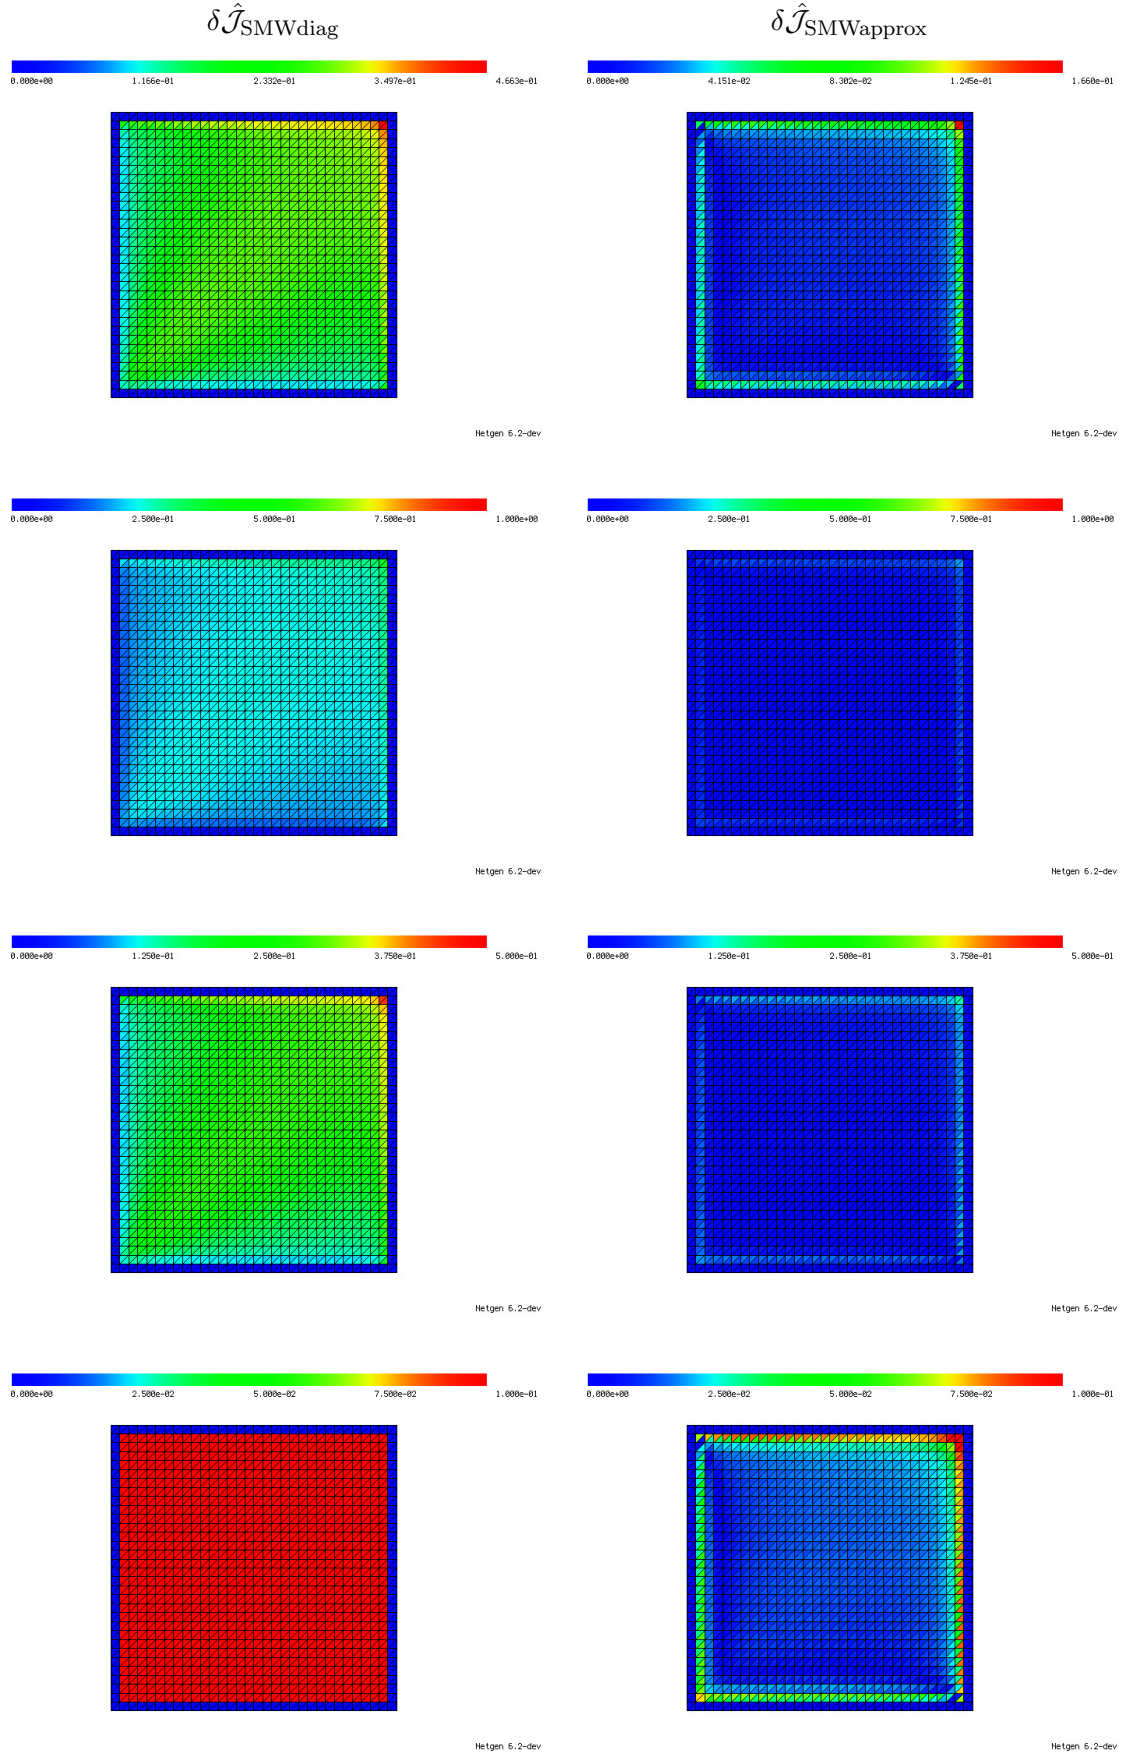 δĴ_SMWdiag δĴ_SMWapprox
0.000e+00 1.166e-01 2.332e-01 3.497e-01 4.663e-01 0.000e+00 4.151e-02 8.302e-02 1.245e-01 1.660e-01
Netgen 6.2-dev Netgen 6.2-dev
0.000e+00 2.500e-01 5.000e-01 7.500e-01 1.000e+00 0.000e+00 2.500e-01 5.000e-01 7.500e-01 1.000e+00
Netgen 6.2-dev Netgen 6.2-dev
0.000e+00 1.250e-01 2.500e-01 3.750e-01 5.000e-01 0.000e+00 1.250e-01 2.500e-01 3.750e-01 5.000e-01
Netgen 6.2-dev Netgen 6.2-dev
0.000e+00 2.500e-02 5.000e-02 7.500e-02 1.000e-01 0.000e+00 2.500e-02 5.000e-02 7.500e-02 1.000e-01
Netgen 6.2-dev Netgen 6.2-dev